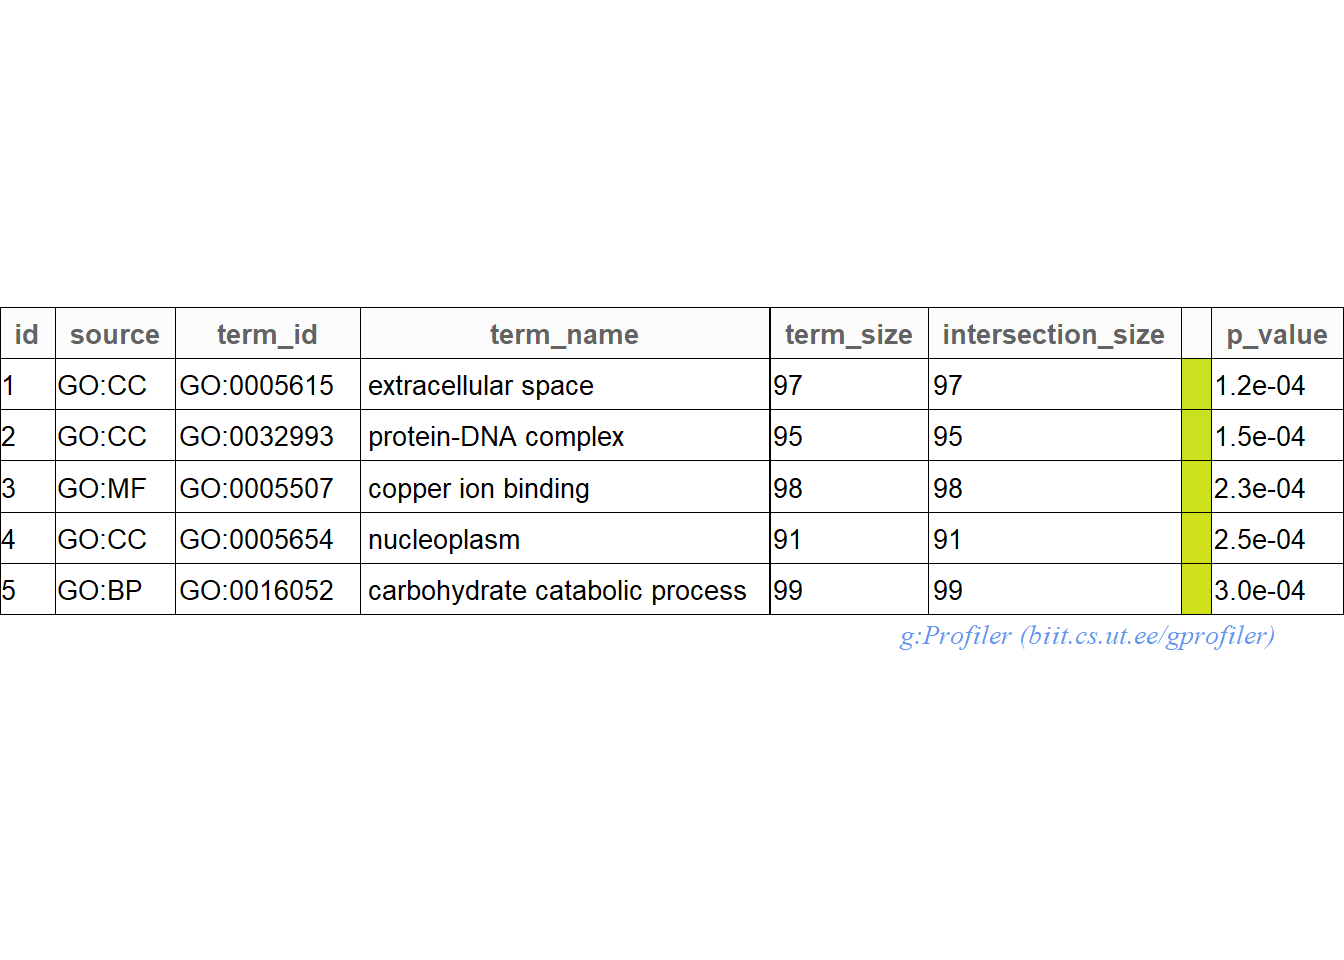 id source term_id term_name term_size intersection_size p_value
1 GO:CC GO:0005615 extracellular space 97 97 1.2e-04
2 GO:CC GO:0032993 protein-DNA complex 95 95 1.5e-04
3 GO:MF GO:0005507 copper ion binding 98 98 2.3e-04
4 GO:CC GO:0005654 nucleoplasm 91 91 2.5e-04
5 GO:BP GO:0016052 carbohydrate catabolic process 99 99 3.0e-04
g:Profiler (biit.cs.ut.ee/gprofiler)